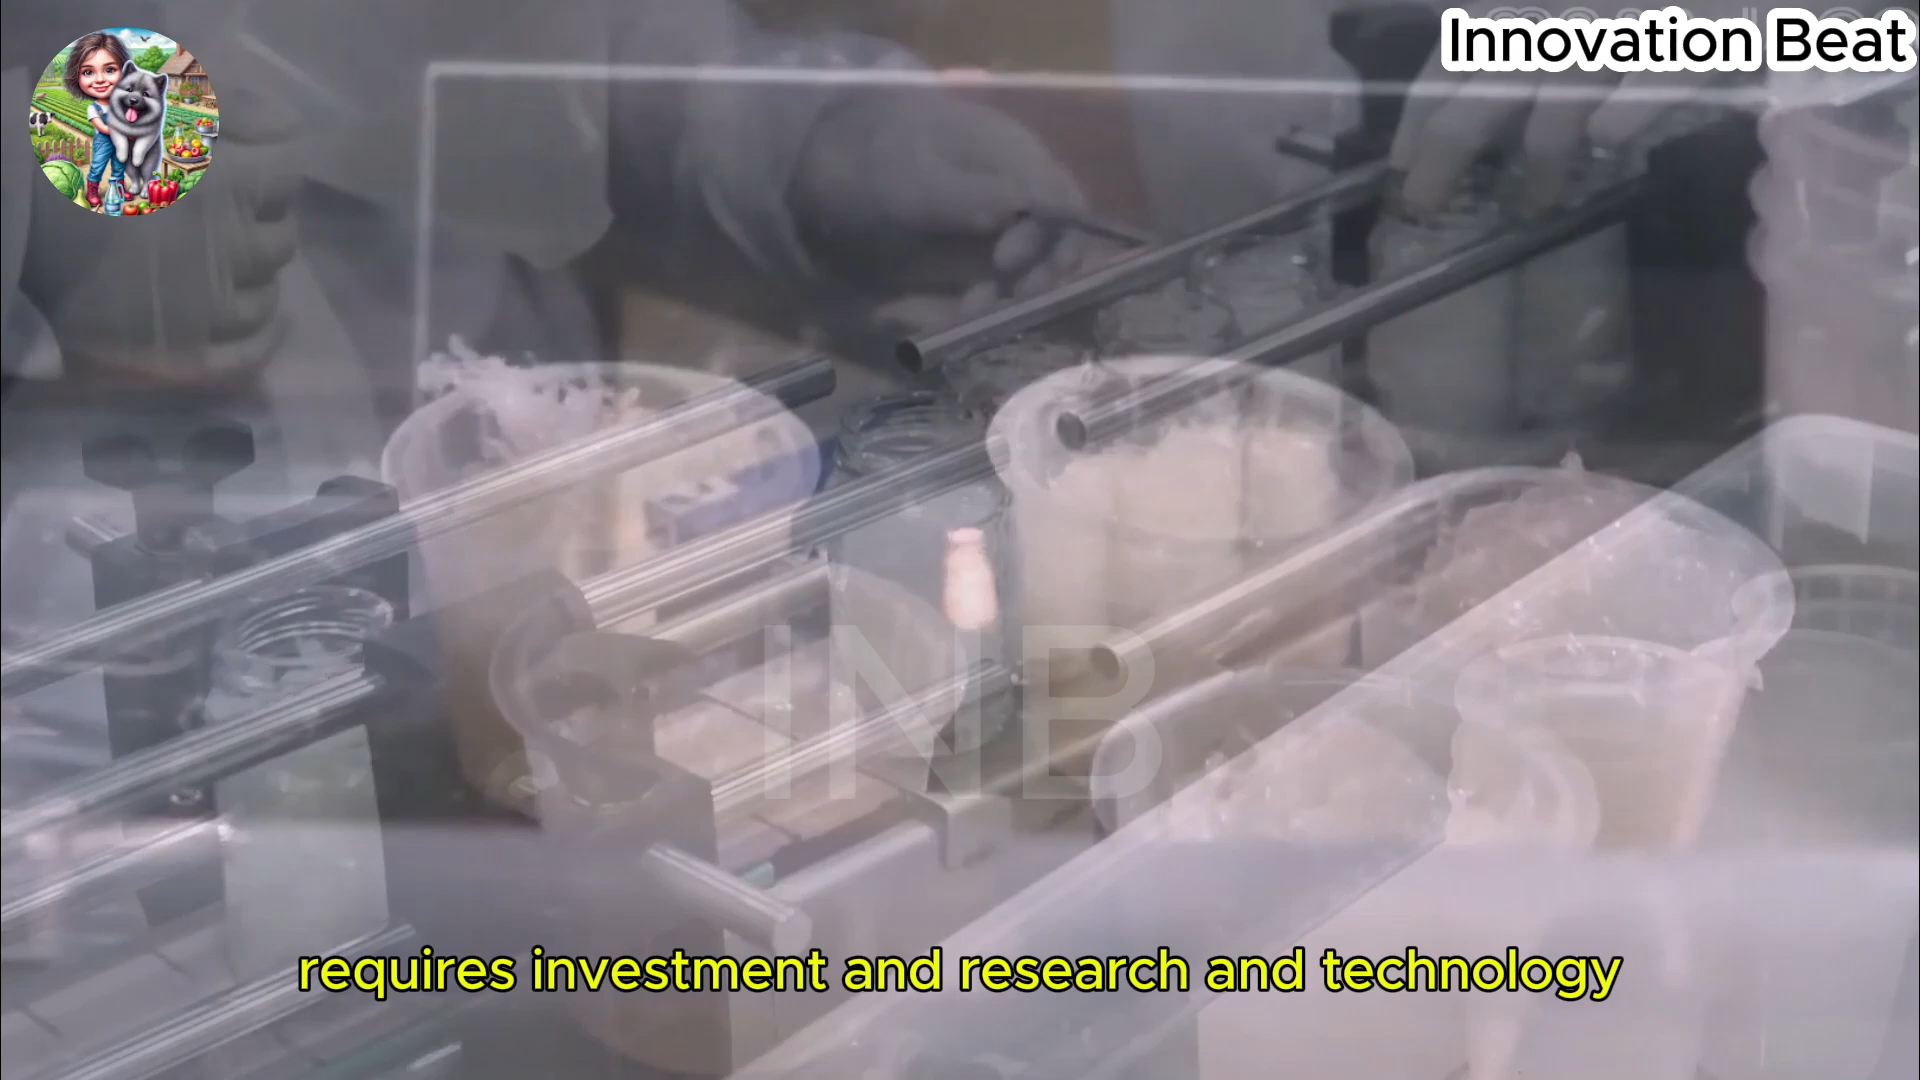 Innovation Beat
INB
requires investment and research and technology